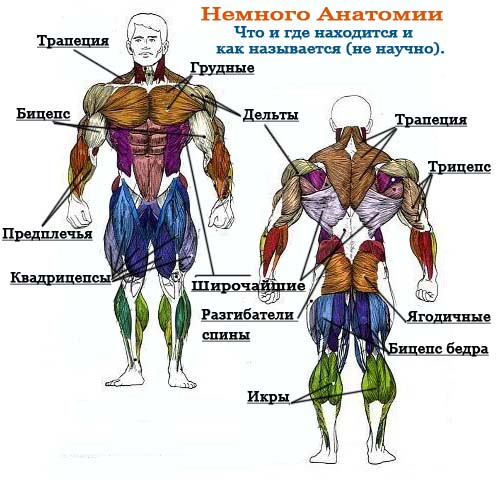 Немного Анатомии
Что и где находится и
как называется (не научно).
Трапеция
Грудные
Бицепс
Дельты
Трапеция
Трицепс
Предплечья
Квадрицепсы
Широчайшие
Разгибатели
спины
Ягодичные
Бицепс бедра
Икры